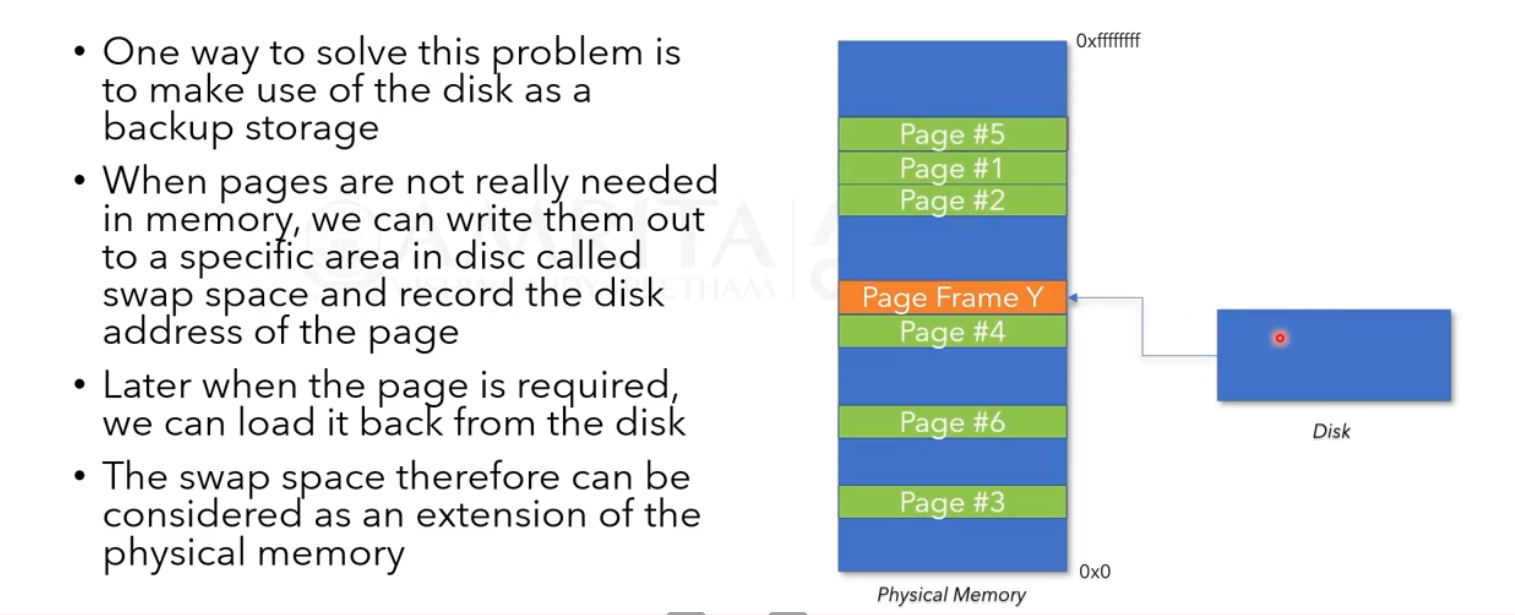 • One way to solve this problem is
to make use of the disk as a
backup storage
• When pages are not really needed
in memory, we can write them out
to a specific area in disc called
swap space and record the disk
address of the page
• Later when the page is required,
we can load it back from the disk
• The swap space therefore can be
considered as an extension of the
physical memory
0xffffffff
Page #5
Page #1
Page #2
Page Frame Y
Page #4
Page #6
Page #3
0x0
Physical Memory
Disk
AMRITA